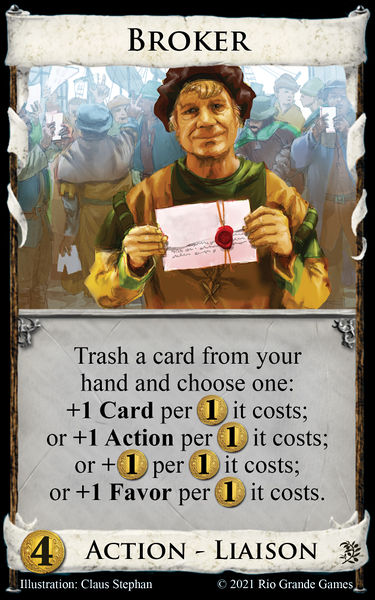 BROKER
Trash a card from your
hand and choose one:
+1 Card per 1 it costs;
or +1 Action per 1 it costs;
or +1 per 1 it costs;
or +1 Favor per 1 it costs.
4 ACTION - LIAISON
Illustration: Claus Stephan © 2021 Rio Grande Games